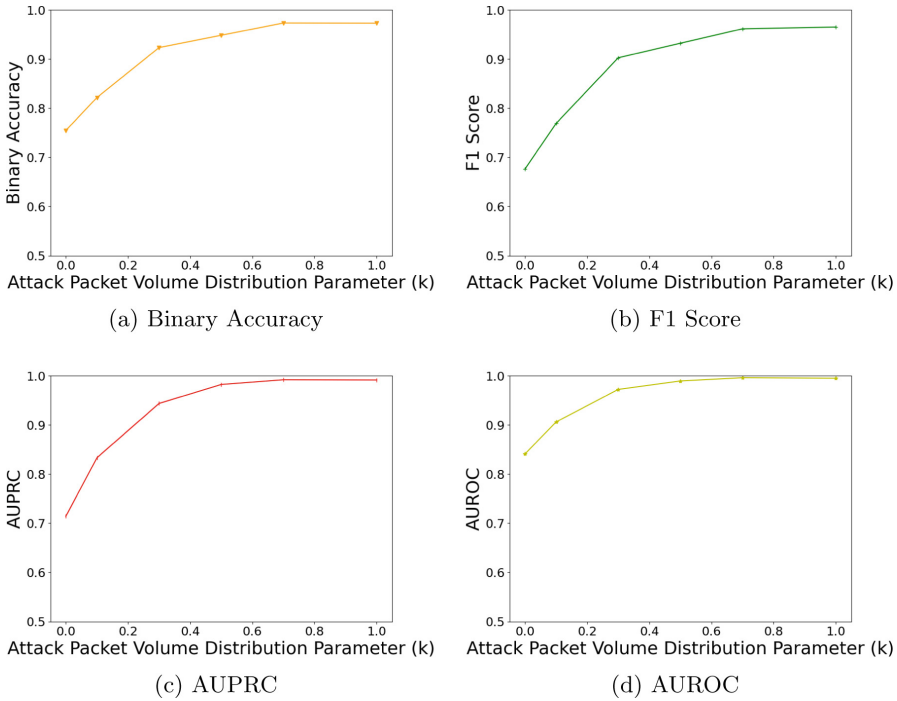 1.0
0.9
0.8
0.7
0.6
0.5
Binary Accuracy
0.0 0.2 0.4 0.6 0.8 1.0
Attack Packet Volume Distribution Parameter (k)
(a) Binary Accuracy
1.0
0.9
0.8
0.7
0.6
0.5
F1 Score
0.0 0.2 0.4 0.6 0.8 1.0
Attack Packet Volume Distribution Parameter (k)
(b) F1 Score
1.0
0.9
0.8
0.7
0.6
0.5
AUPRC
0.0 0.2 0.4 0.6 0.8 1.0
Attack Packet Volume Distribution Parameter (k)
(c) AUPRC
1.0
0.9
0.8
0.7
0.6
0.5
AUROC
0.0 0.2 0.4 0.6 0.8 1.0
Attack Packet Volume Distribution Parameter (k)
(d) AUROC